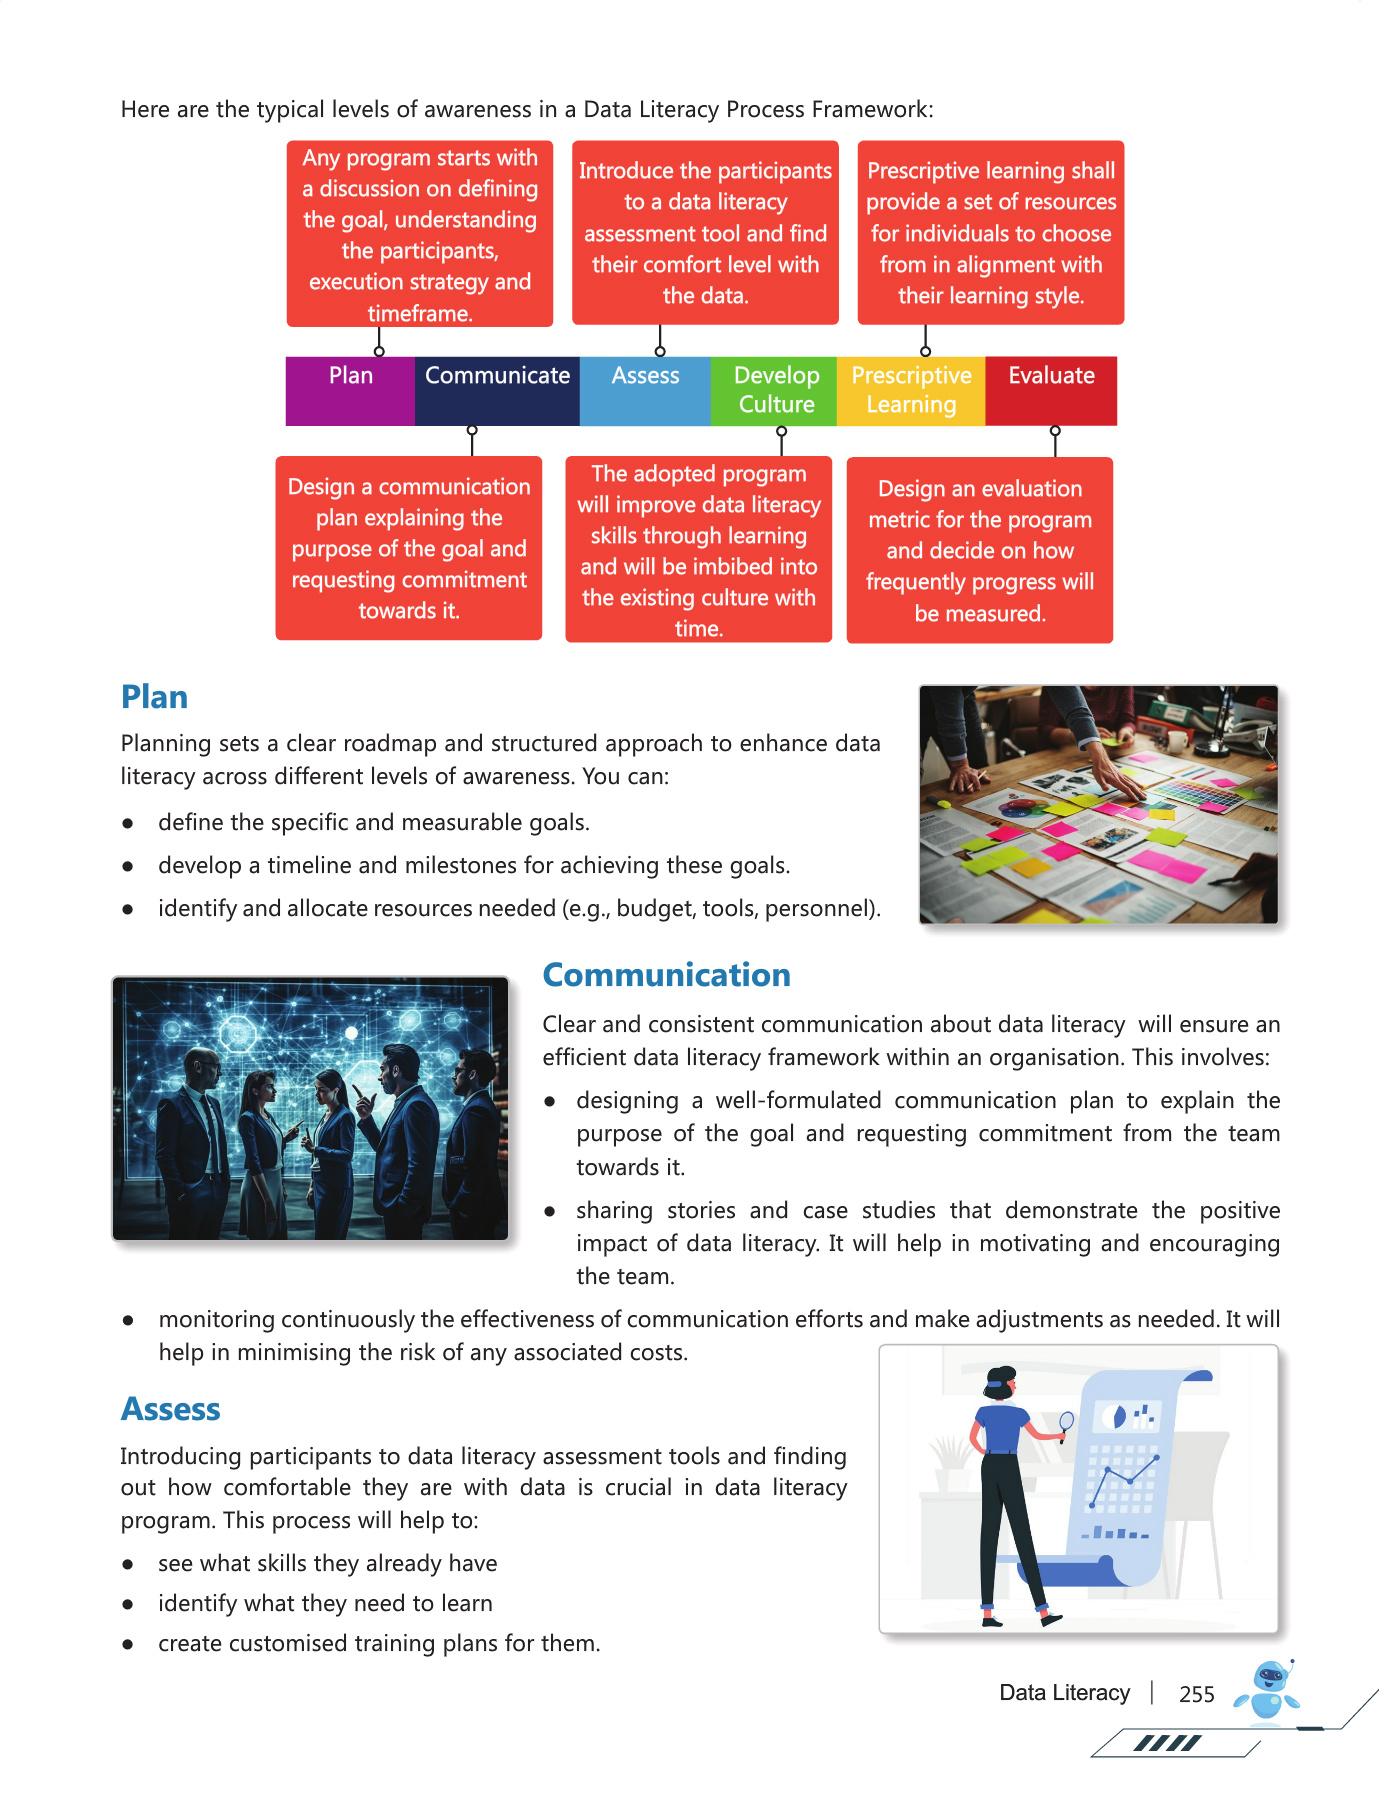 Here are the typical levels of awareness in a Data Literacy Process Framework:
Any program starts with
a discussion on defining
the goal, understanding
the participants,
execution strategy and
timeframe.
Introduce the participants
to a data literacy
assessment tool and find
their comfort level with
the data.
Prescriptive learning shall
provide a set of resources
for individuals to choose
from in alignment with
their learning style.
Plan
Communicate
Assess
Develop
Culture
Prescriptive
Learning
Evaluate
Design a communication
plan explaining the
purpose of the goal and
requesting commitment
towards it.
The adopted program
will improve data literacy
skills through learning
and will be imbibed into
the existing culture with
time.
Design an evaluation
metric for the program
and decide on how
frequently progress will
be measured.
Plan
Planning sets a clear roadmap and structured approach to enhance data
literacy across different levels of awareness. You can:
● define the specific and measurable goals.
● develop a timeline and milestones for achieving these goals.
● identify and allocate resources needed (e.g., budget, tools, personnel).
Communication
Clear and consistent communication about data literacy will ensure an
efficient data literacy framework within an organisation. This involves:
● designing a well-formulated communication plan to explain the
purpose of the goal and requesting commitment from the team
towards it.
● sharing stories and case studies that demonstrate the positive
impact of data literacy. It will help in motivating and encouraging
the team.
● monitoring continuously the effectiveness of communication efforts and make adjustments as needed. It will
help in minimising the risk of any associated costs.
Assess
Introducing participants to data literacy assessment tools and finding
out how comfortable they are with data is crucial in data literacy
program. This process will help to:
● see what skills they already have
● identify what they need to learn
● create customised training plans for them.
Data Literacy | 255